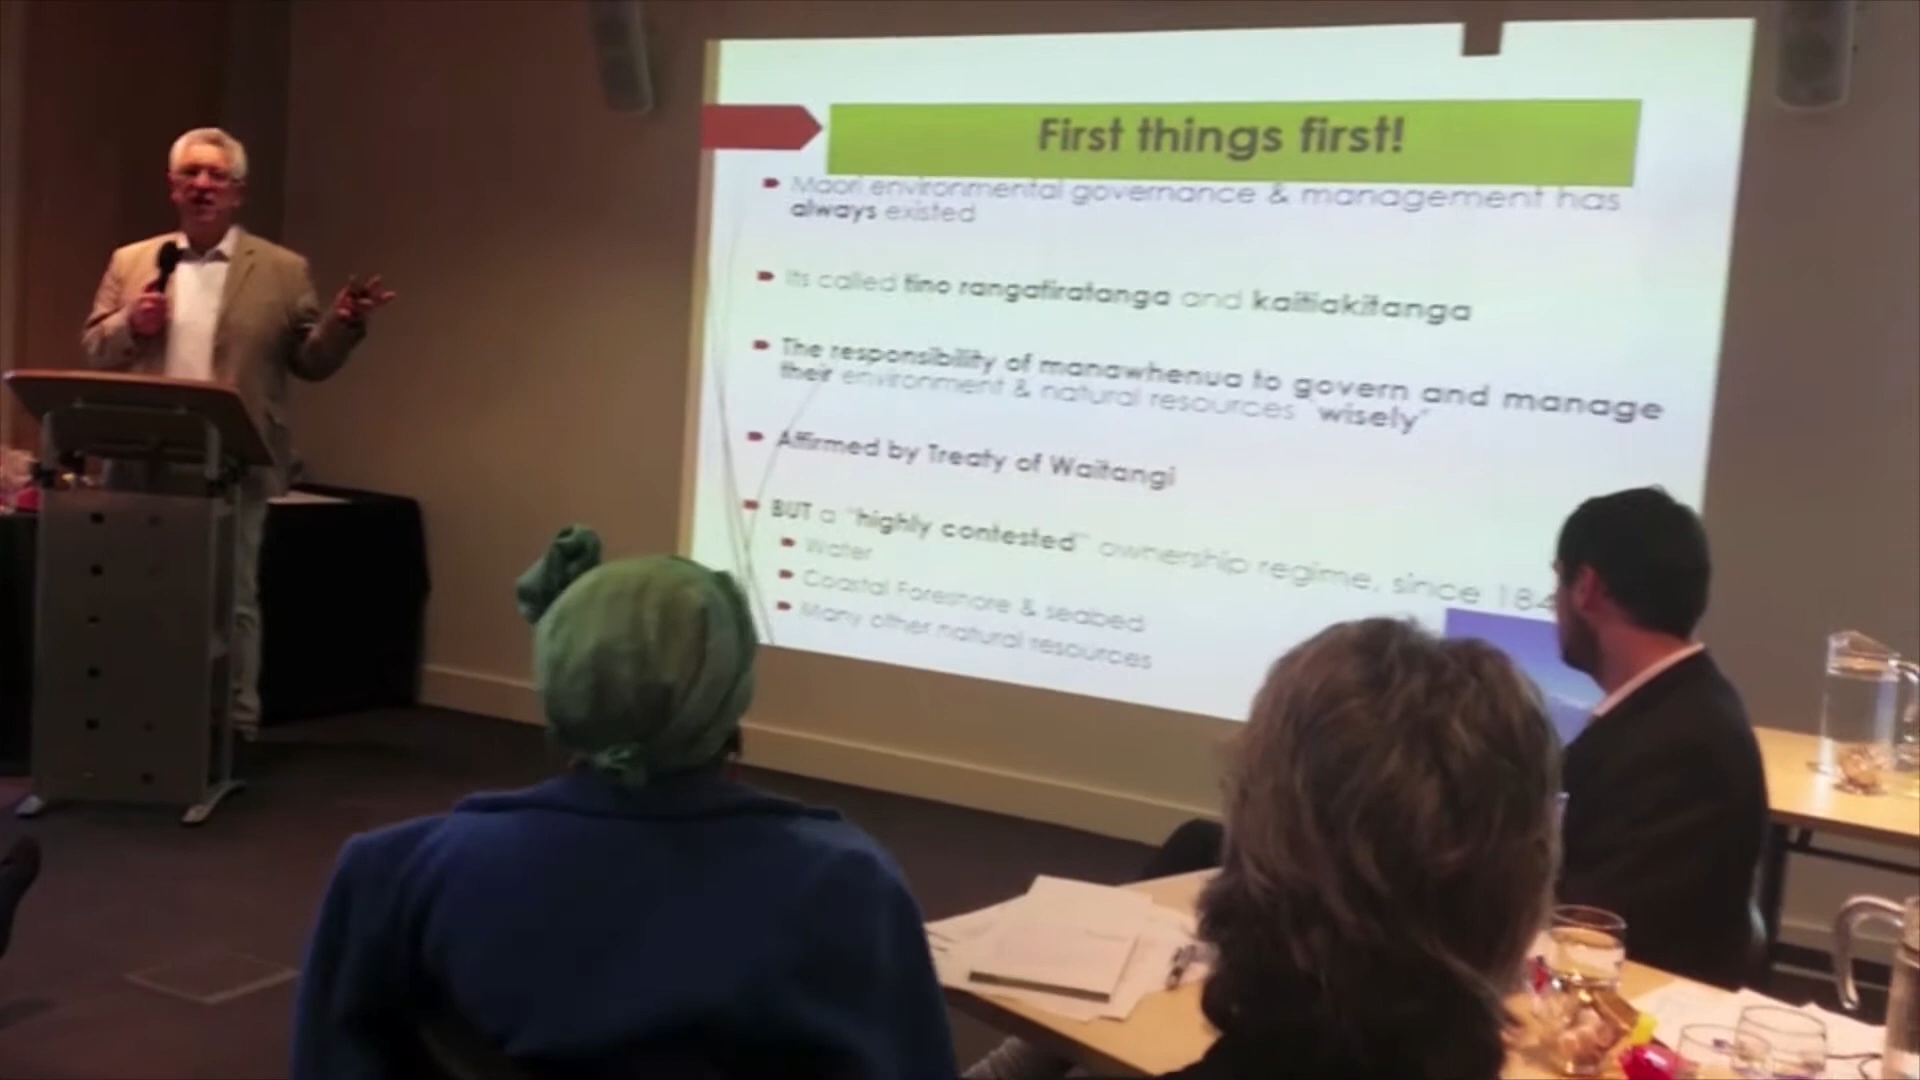 First things first!
Maori environmental governance & management has
always existed
Its called tino rangatiratanga and kaitiakitanga
The responsibility of manawhenua to govern and manage
their environment & natural resources "wisely"
Affirmed by Treaty of Waitangi
BUT a "highly contested" ownership regime, since
Water
Coastal Foreshore & seabed
Many other natural resources